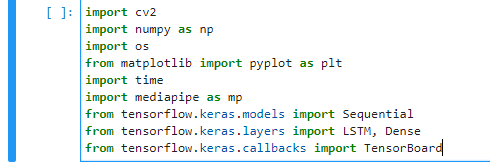 [ ]: import cv2
import numpy as np
import os
from matplotlib import pyplot as plt
import time
import mediapipe as mp
from tensorflow.keras.models import Sequential
from tensorflow.keras.layers import LSTM, Dense
from tensorflow.keras.callbacks import TensorBoard